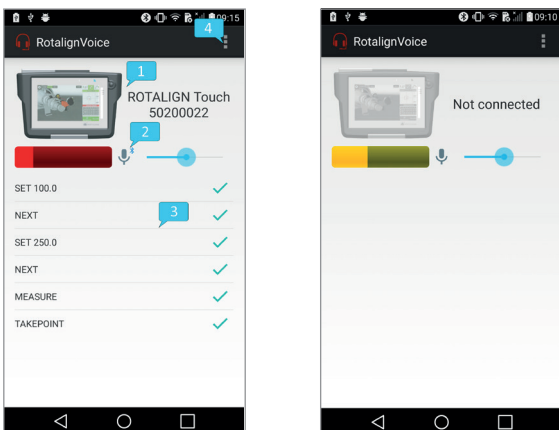 09:15
RotalignVoice
4
1
ROTALIGN Touch
50200022
2
SET 100.0
NEXT
3
SET 250.0
NEXT
MEASURE
TAKEPOINT
09:10
RotalignVoice
Not connected